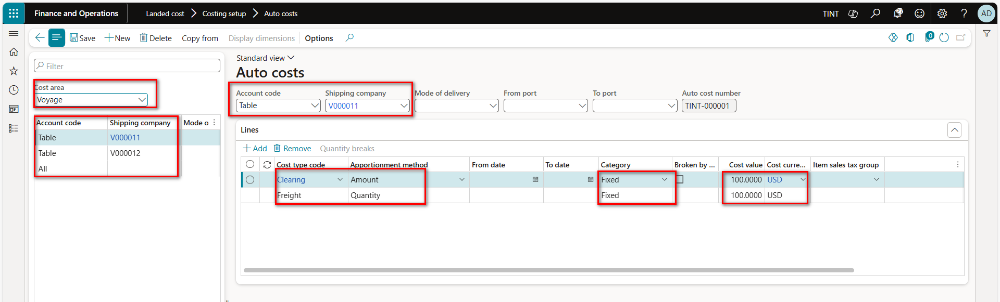 Finance and Operations
Landed cost > Costing setup > Auto costs
TINT
27
?
AD
Save
New
Delete
Copy from
Display dimensions
Options
0
Filter
Cost area
Voyage
Account code Shipping company Mode o
Table V000011
Table V000012
All
Standard view
Auto costs
Account code Shipping company Mode of delivery From port To port Auto cost number
Table V000011 TINT-000001
Lines
Add Remove Quantity breaks
Cost type code Apportionment method From date To date Category Broken by ... Cost value Cost curre... Item sales tax group
Clearing Amount Fixed 100.0000 USD
Freight Quantity Fixed 100.0000 USD